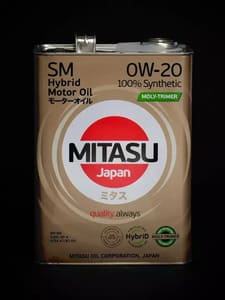 SM
Hybrid
Motor Oil
モーターオイル
0W-20
100% Synthetic
MOLY-TRIMER
MITASU
Japan
ミタス
quality.always
HybriD
MITASU OIL CORPORATION, JAPAN